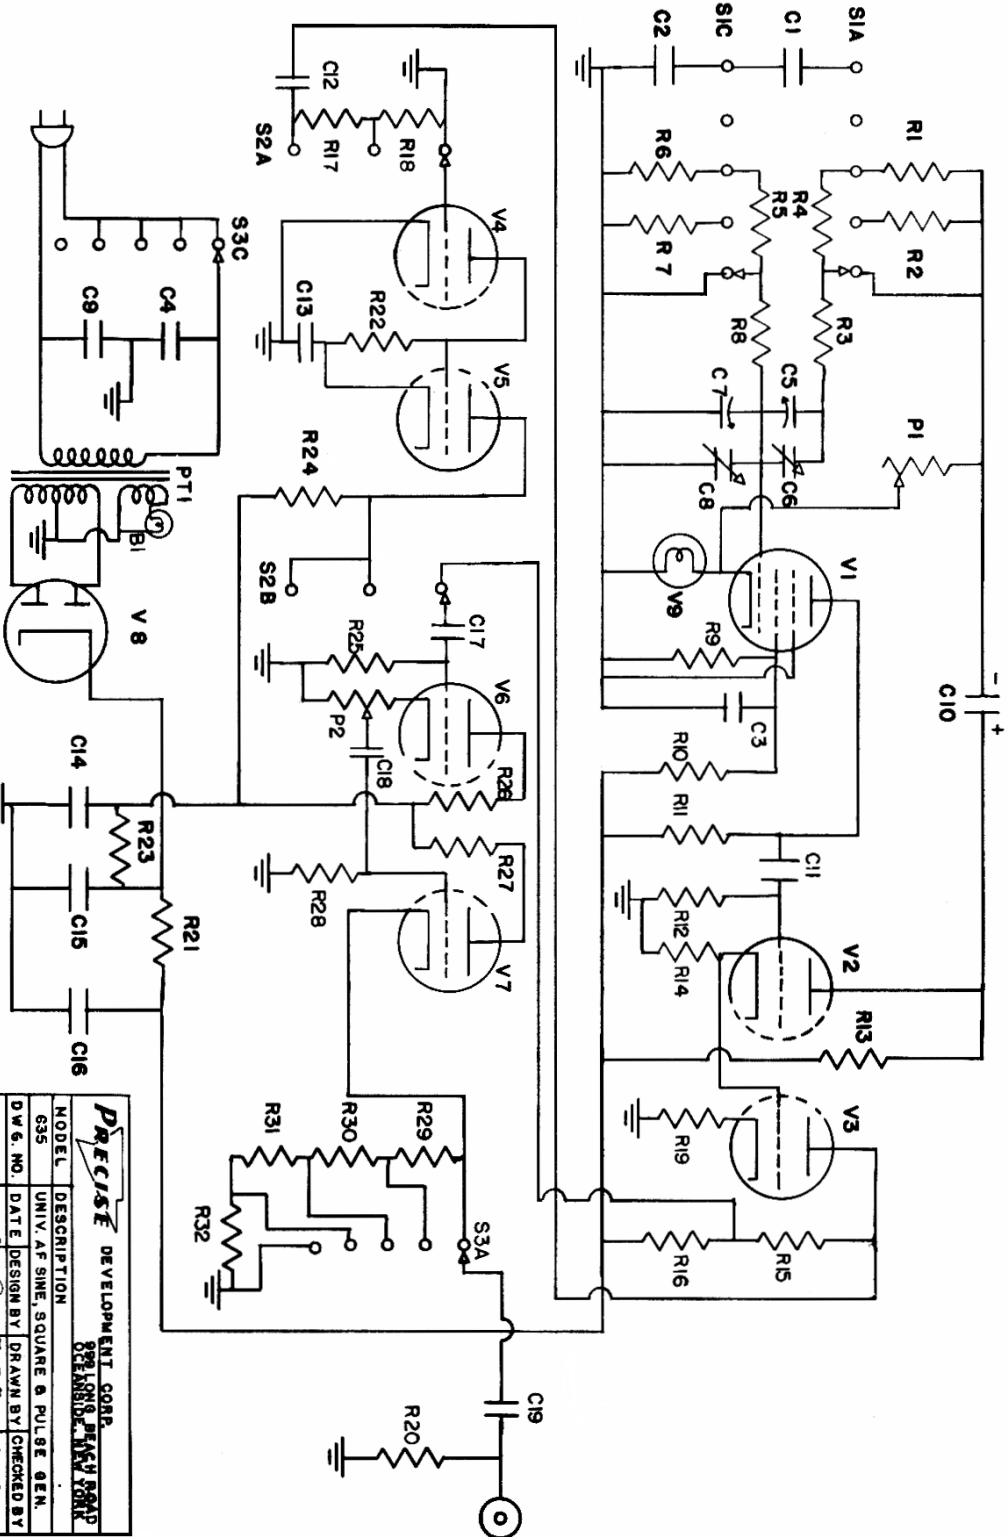 S1A
C1
S1C
C2
R1
R2
R6
R7
R5
R4
R3
R8
C5
C7
C6
C8
P1
V1
V9
R9
C3
R10
R11
C10
-
+
C11
R12
R14
V2
R13
V3
R19
R15
R16
C12
R17
R18
S2A
V4
C13
R22
V5
R24
S2B
C17
R25
P2
V6
C18
R26
R27
R28
V7
R29
R30
R31
R32
S3A
C19
R20
S3C
C9
C4
PT1
B1
V8
C14
R23
C15
R21
C16
PRECISE DEVELOPMENT CORP.
999 LONG BEACH ROAD
OCEANSIDE, NEW YORK
MODEL DESCRIPTION
635 UNIV. AF SINE, SQUARE & PULSE GEN.
DWG. NO. DATE DESIGN BY DRAWN BY CHECKED BY